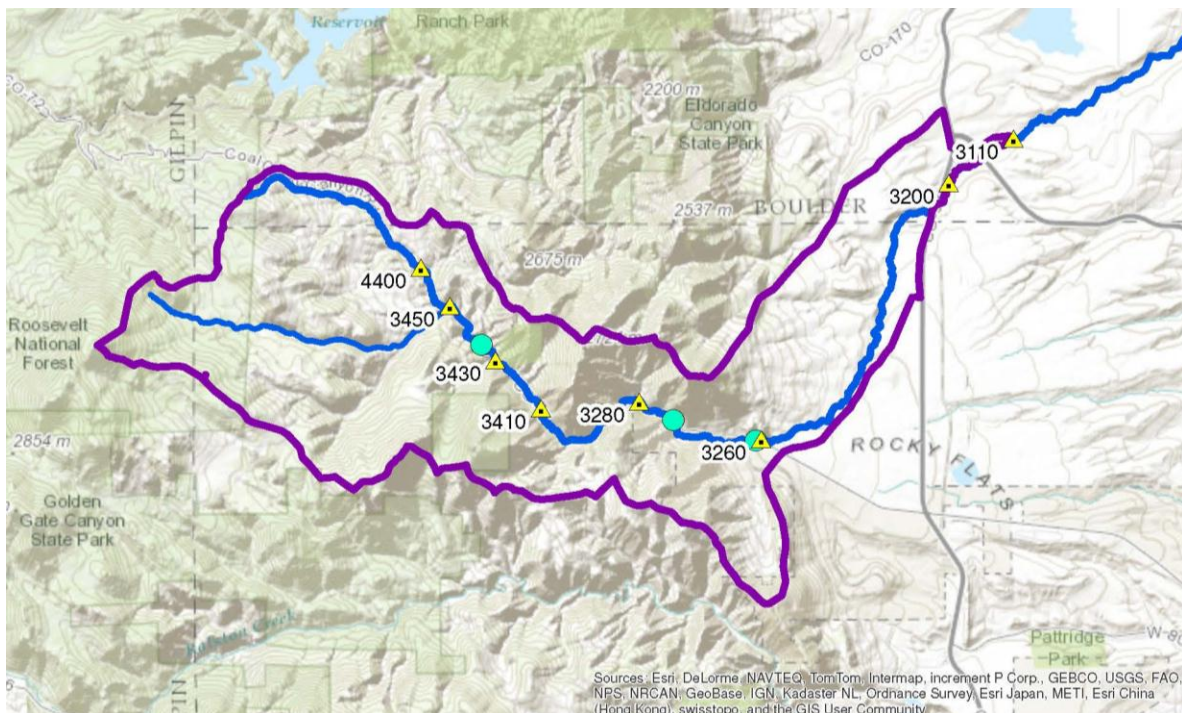 Reservoir
Ranch Park
CO-170
CO-72
GILPIN
2200 m
Eldorado
Canyon
State Park
3110
3200
2537 m
BOULDER
2675 m
4400
3450
Roosevelt
National
Forest
3430
3410
3280
3260
2854 m
ROCKY FLATS
Golden
Gate Canyon
State Park
Ralston Creek
Pattridge
Park
Sources: Esri, DeLorme, NAVTEQ, TomTom, Intermap, increment P Corp., GEBCO, USGS, FAO,
NPS, NRCAN, GeoBase, IGN, Kadaster NL, Ordnance Survey, Esri Japan, METI, Esri China
(Hong Kong), swisstopo, and the GIS User Community